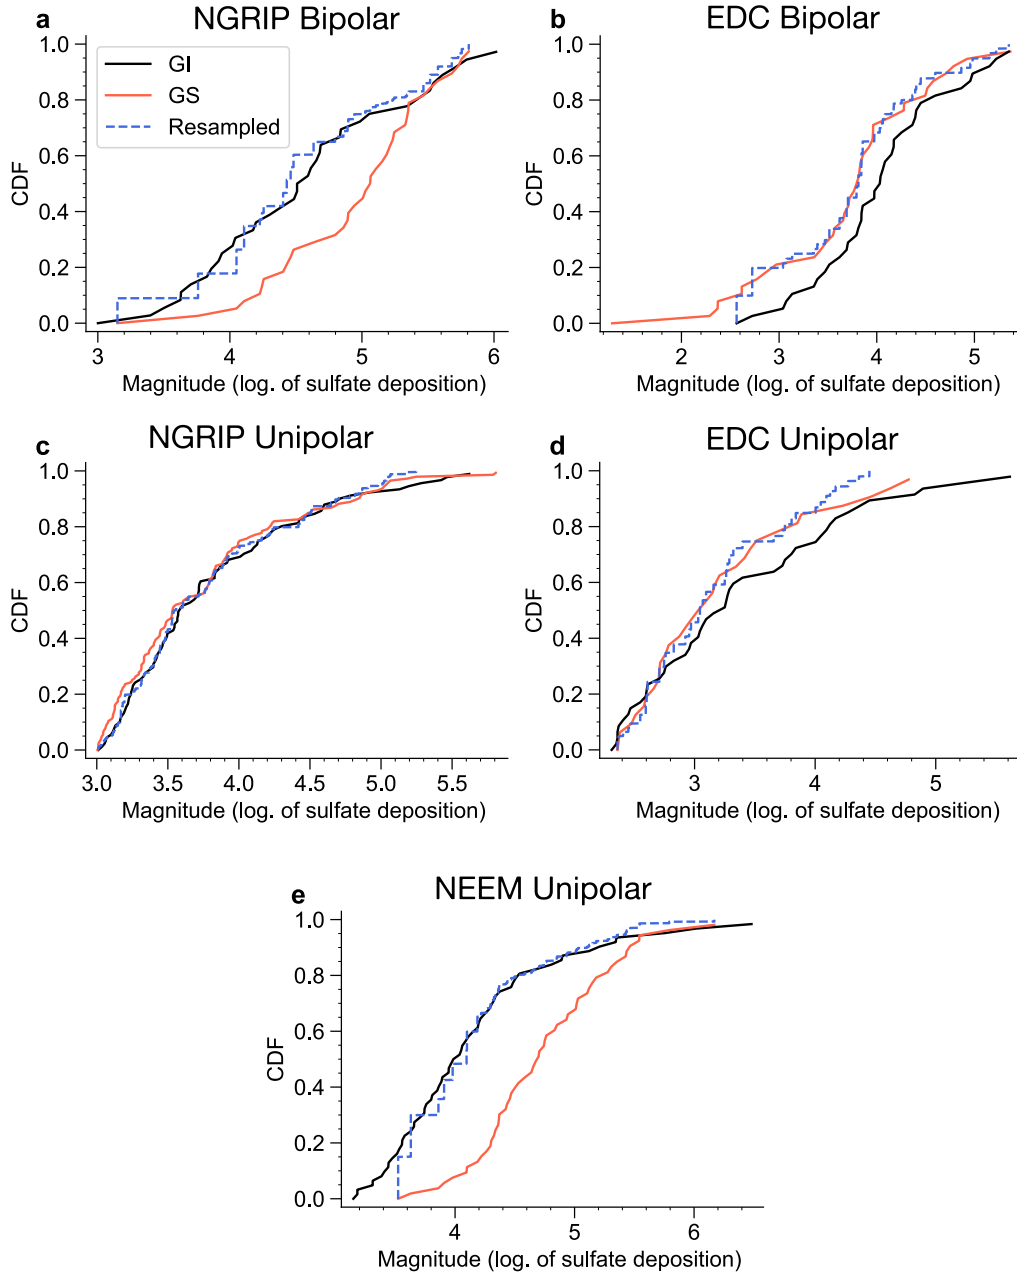 a NGRIP Bipolar
1.0
0.8
0.6
0.4
0.2
0.0
CDF
GI
GS
Resampled
3 4 5 6
Magnitude (log. of sulfate deposition)
b EDC Bipolar
1.0
0.8
0.6
0.4
0.2
0.0
CDF
2 3 4 5
Magnitude (log. of sulfate deposition)
c NGRIP Unipolar
1.0
0.8
0.6
0.4
0.2
0.0
CDF
3.0 3.5 4.0 4.5 5.0 5.5
Magnitude (log. of sulfate deposition)
d EDC Unipolar
1.0
0.8
0.6
0.4
0.2
0.0
CDF
3 4 5
Magnitude (log. of sulfate deposition)
e NEEM Unipolar
1.0
0.8
0.6
0.4
0.2
0.0
CDF
4 5 6
Magnitude (log. of sulfate deposition)